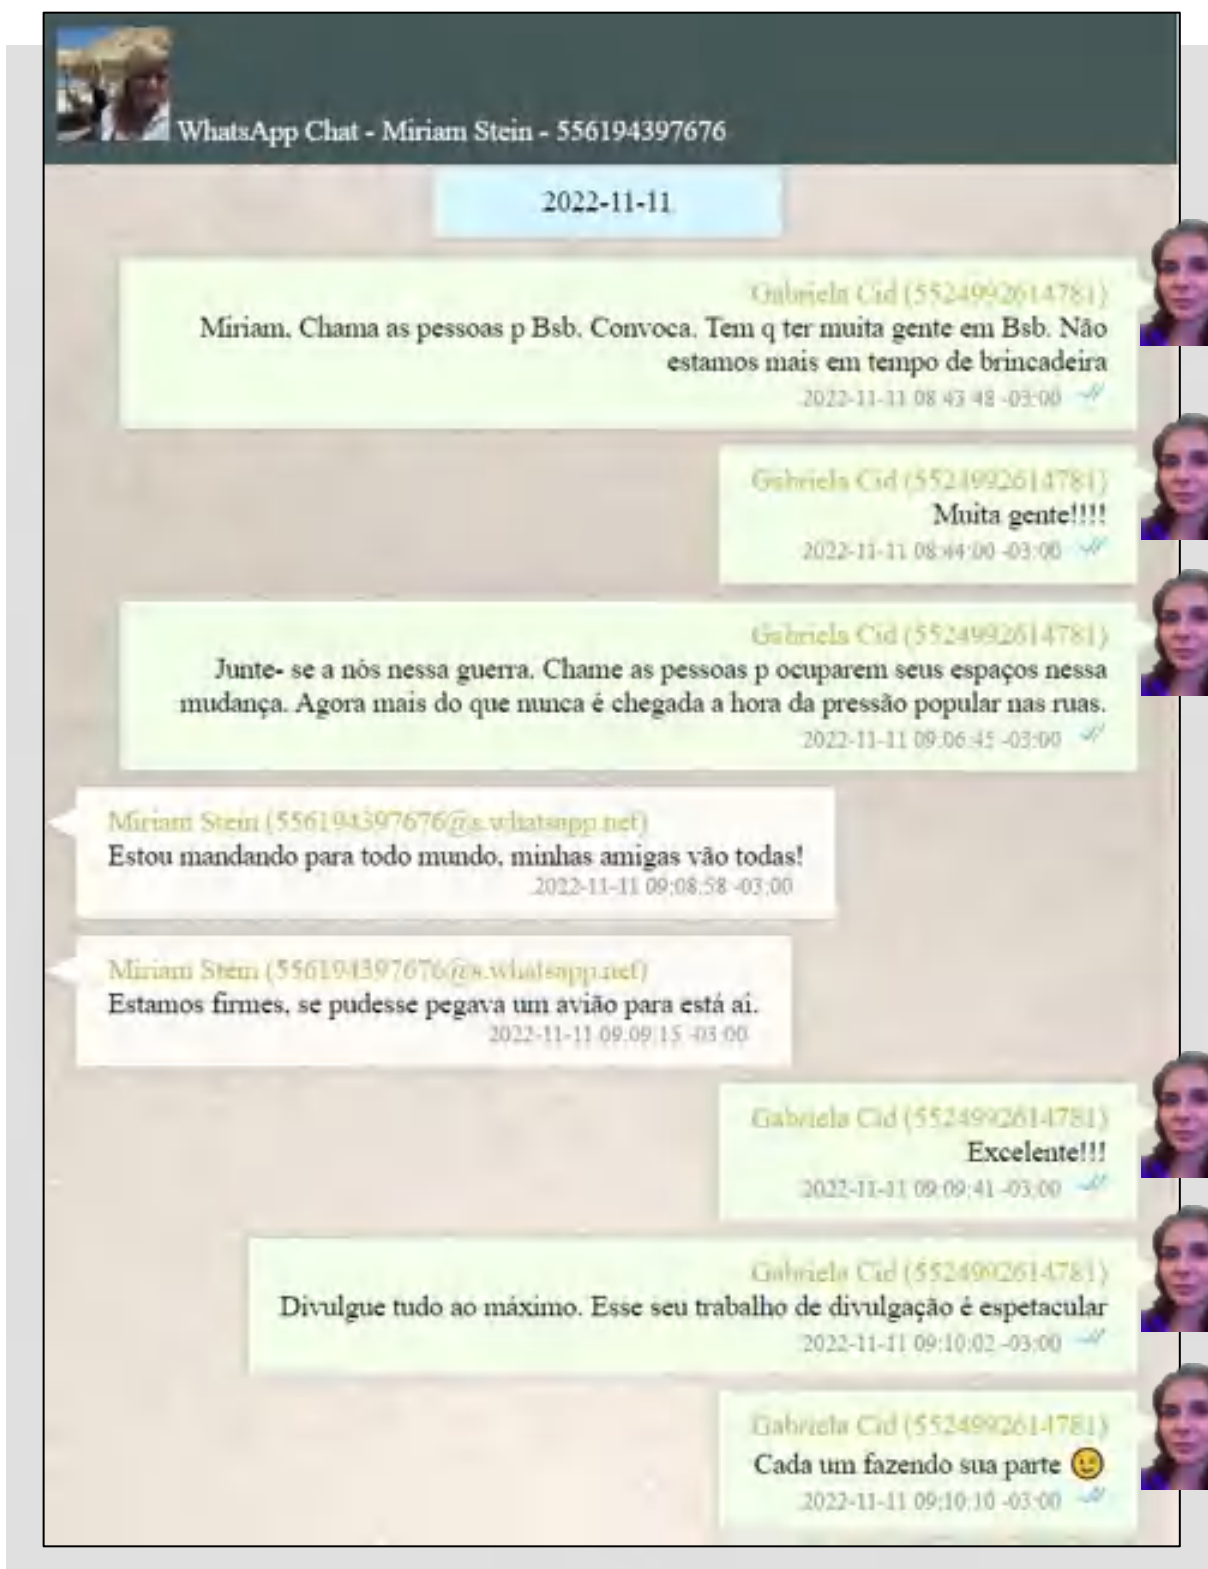 WhatsApp Chat - Miriam Stein - 556194397676
2022-11-11
Gabriela Cid (5524992614781)
Miriam. Chama as pessoas p Bsb. Convoca. Tem q ter muita gente em Bsb. Não
estamos mais em tempo de brincadeira
2022-11-11 08:43:48 -03:00
Gabriela Cid (5524992614781)
Muita gente!!!!
2022-11-11 08:44:00 -03:00
Gabriela Cid (5524992614781)
Junte- se a nós nessa guerra. Chame as pessoas p ocuparem seus espaços nessa
mudança. Agora mais do que nunca é chegada a hora da pressão popular nas ruas.
2022-11-11 09:06:45 -03:00
Miriam Stein (556194397676@s.whatsapp.net)
Estou mandando para todo mundo, minhas amigas vão todas!
2022-11-11 09:08:58 -03:00
Miriam Stein (556194397676@s.whatsapp.net)
Estamos firmes, se pudesse pegava um avião para está ai.
2022-11-11 09:09:15 -03:00
Gabriela Cid (5524992614781)
Excelente!!!
2022-11-11 09:09:41 -03:00
Gabriela Cid (5524992614781)
Divulgue tudo ao máximo. Esse seu trabalho de divulgação é espetacular
2022-11-11 09:10:02 -03:00
Gabriela Cid (5524992614781)
Cada um fazendo sua parte 😉
2022-11-11 09:10:10 -03:00